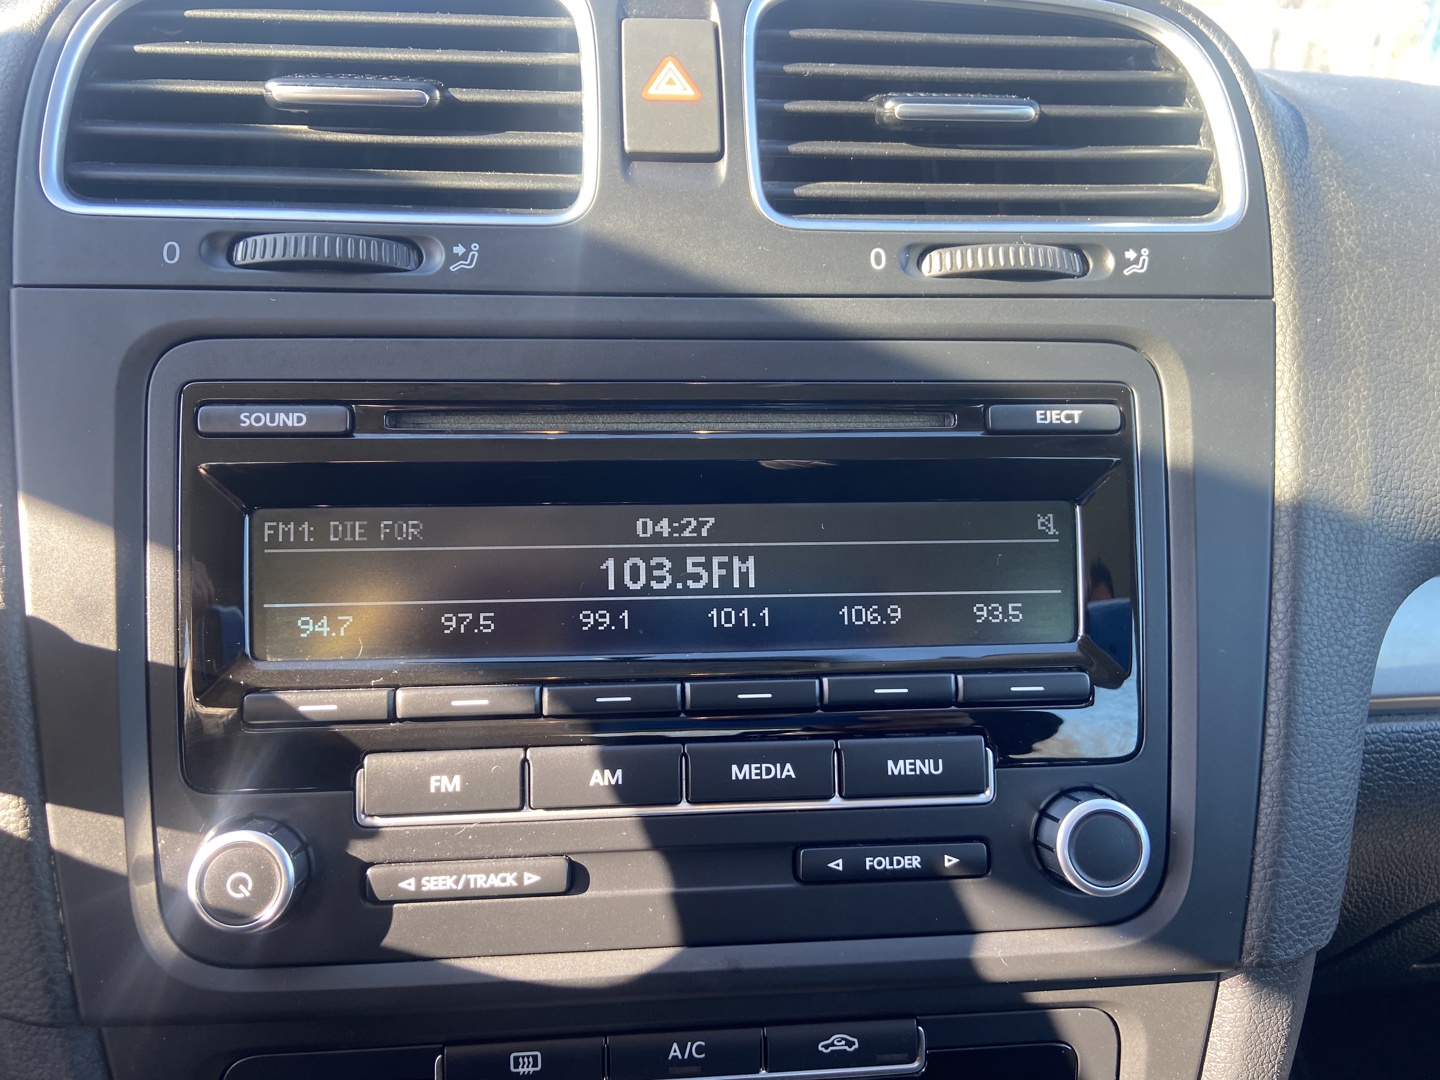 0 0
SOUND EJECT
FM1: DIE FOR 04:27
103.5FM
94.7 97.5 99.1 101.1 106.9 93.5
FM AM MEDIA MENU
SEEK/TRACK FOLDER
A/C